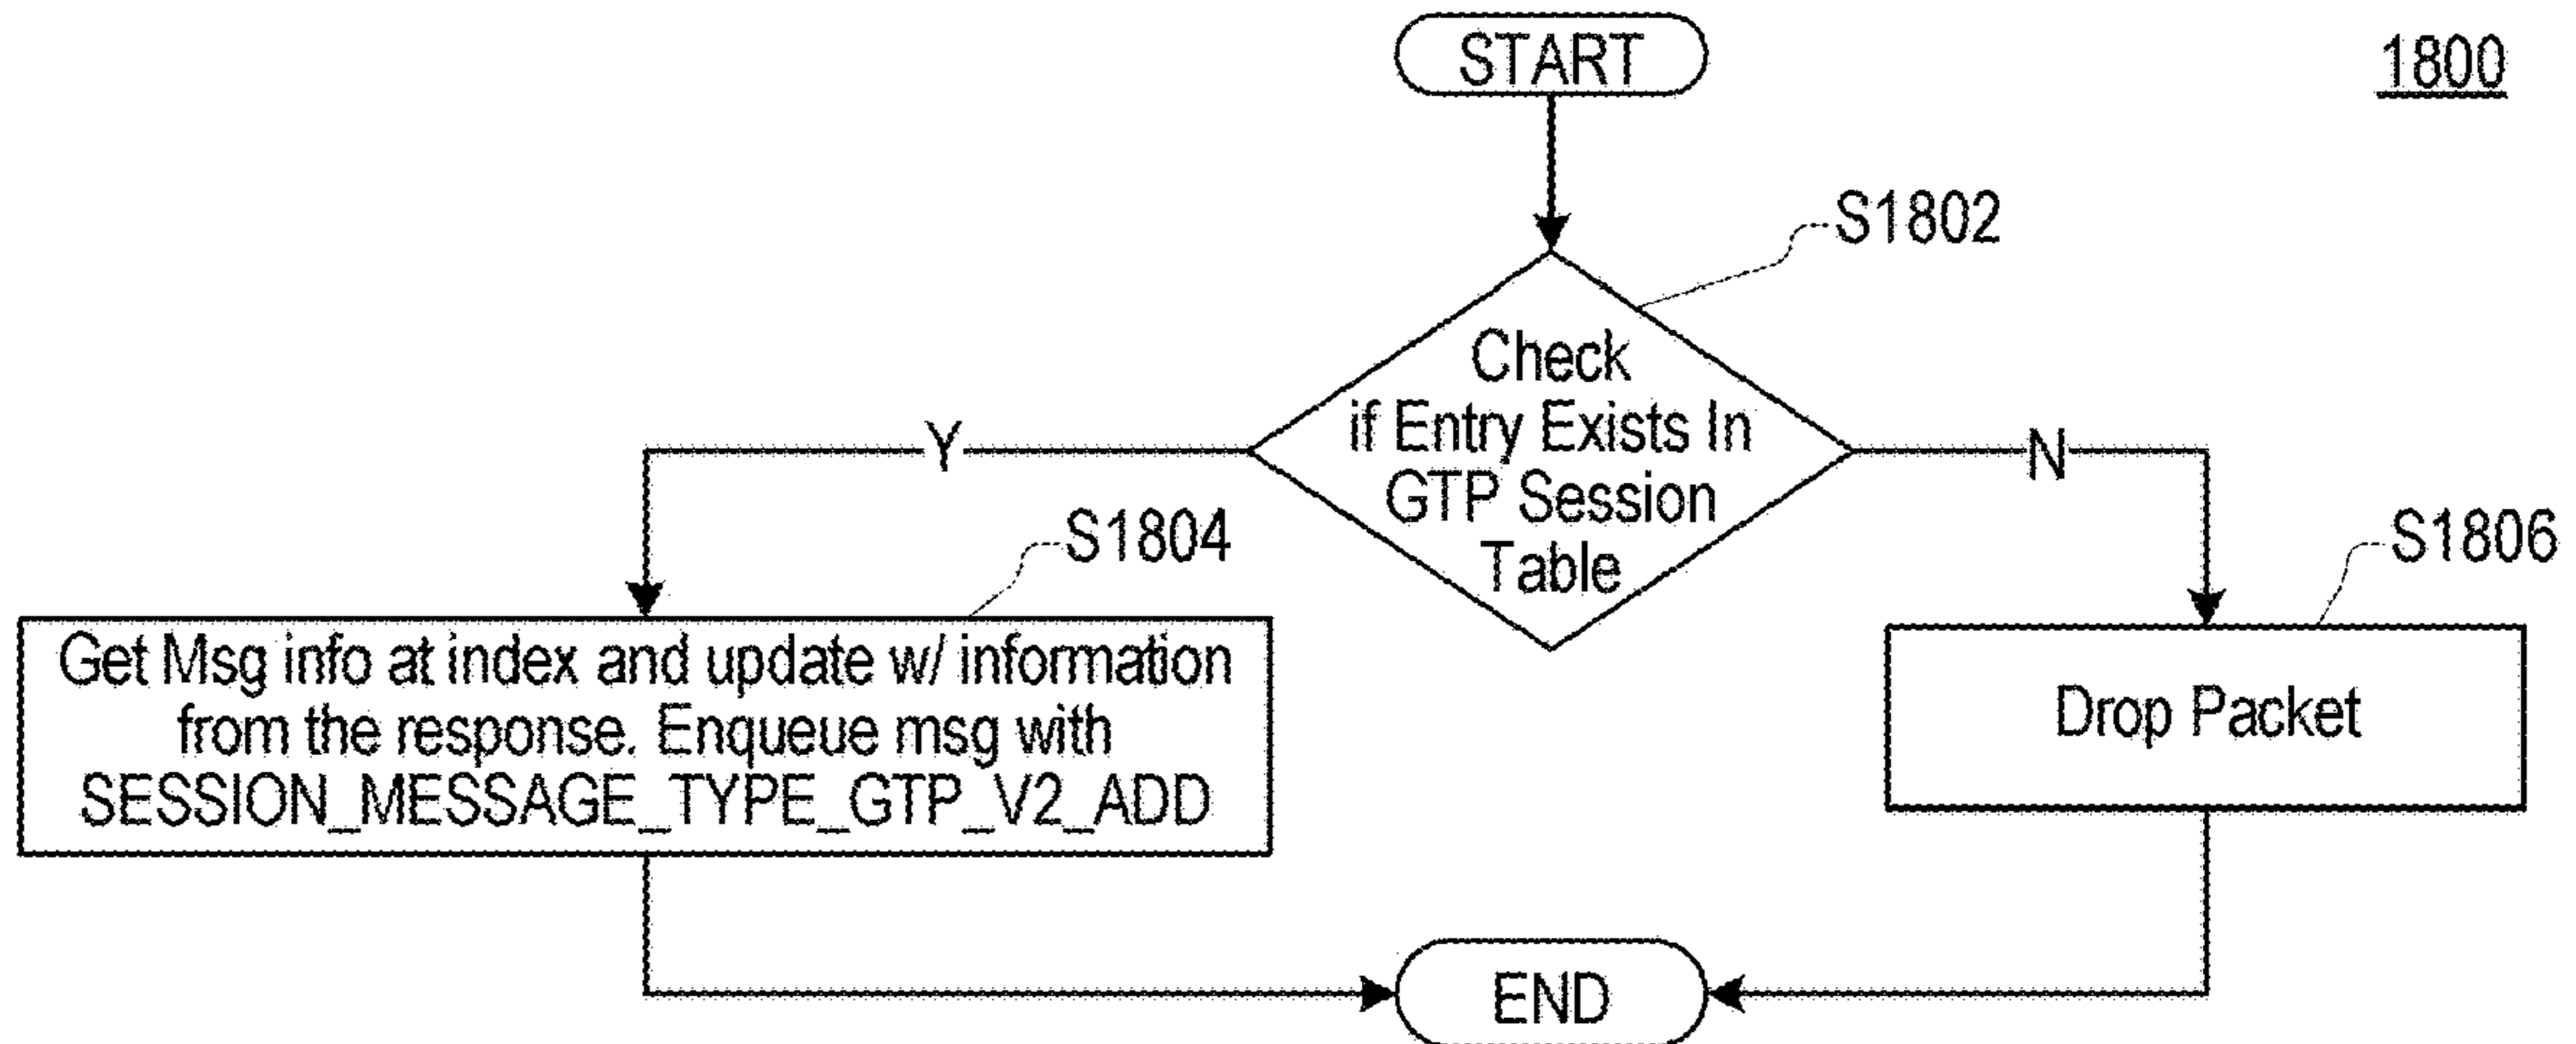 START
1800
S1802
Check
if Entry Exists In
GTP Session
Table
Y
N
S1804
S1806
Get Msg info at index and update w/ information
from the response. Enqueue msg with
SESSION_MESSAGE_TYPE_GTP_V2_ADD
Drop Packet
END